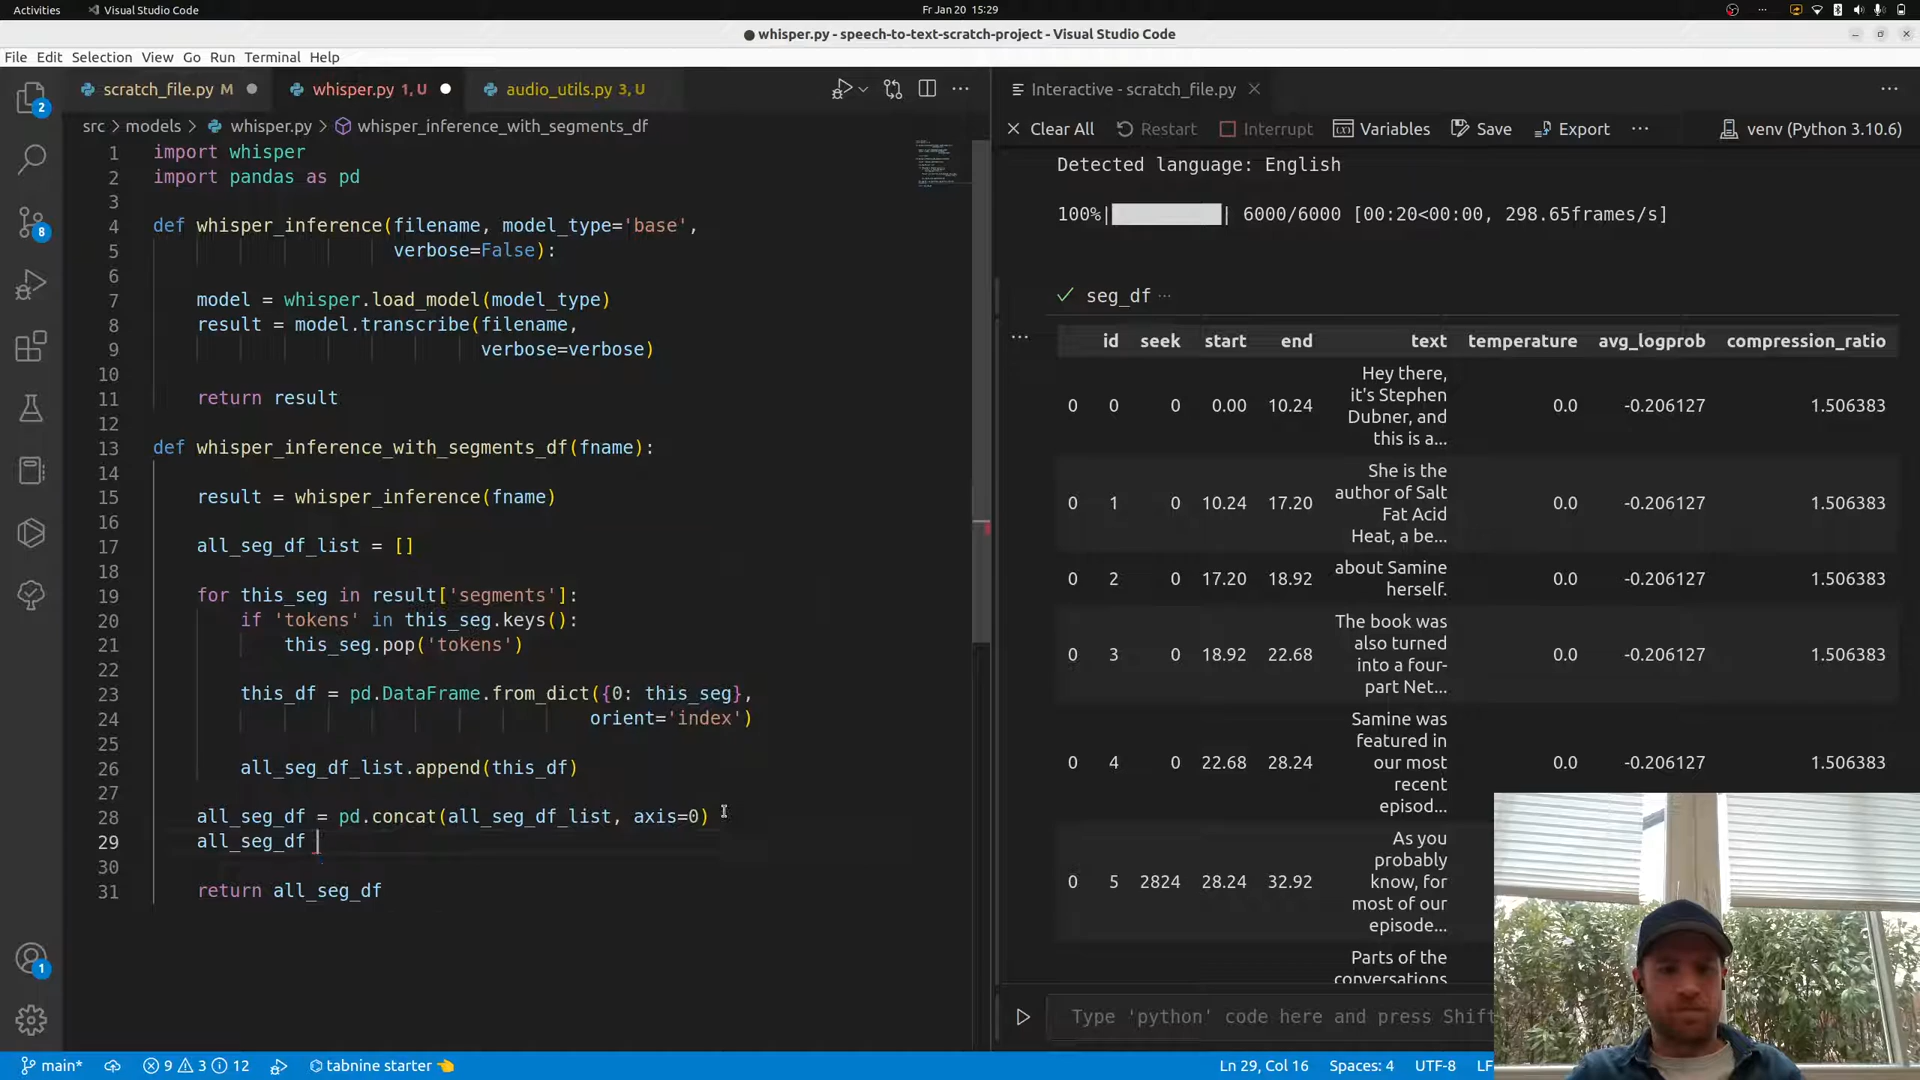 Activities
Visual Studio Code
Fr Jan 20 15:29
● whisper.py - speech-to-text-scratch-project - Visual Studio Code
File Edit Selection View Go Run Terminal Help
scratch_file.py M
whisper.py 1, U
audio_utils.py 3, U
src > models > whisper.py > whisper_inference_with_segments_df
1 import whisper
2 import pandas as pd
3
4 def whisper_inference(filename, model_type='base',
5 verbose=False):
6
7 model = whisper.load_model(model_type)
8 result = model.transcribe(filename,
9 verbose=verbose)
10
11 return result
12
13 def whisper_inference_with_segments_df(fname):
14
15 result = whisper_inference(fname)
16
17 all_seg_df_list = []
18
19 for this_seg in result['segments']:
20 if 'tokens' in this_seg.keys():
21 this_seg.pop('tokens')
22
23 this_df = pd.DataFrame.from_dict({0: this_seg},
24 orient='index')
25
26 all_seg_df_list.append(this_df)
27
28 all_seg_df = pd.concat(all_seg_df_list, axis=0)
29 all_seg_df
30
31 return all_seg_df
2
8
1
Interactive - scratch_file.py
Clear All Restart Interrupt Variables Save Export ··· venv (Python 3.10.6)
Detected language: English
100%| | 6000/6000 [00:20<00:00, 298.65frames/s]
seg_df ···
id seek start end text temperature avg_logprob compression_ratio
0 0 0 0.00 10.24 Hey there,
it's Stephen
Dubner, and
this is a... 0.0 -0.206127 1.506383
0 1 0 10.24 17.20 She is the
author of Salt
Fat Acid
Heat, a be... 0.0 -0.206127 1.506383
0 2 0 17.20 18.92 about Samine
herself. 0.0 -0.206127 1.506383
0 3 0 18.92 22.68 The book was
also turned
into a four-
part Net... 0.0 -0.206127 1.506383
0 4 0 22.68 28.24 Samine was
featured in
our most
recent
episod... 0.0 -0.206127 1.506383
0 5 2824 28.24 32.92 As you
probably
know, for
most of our
episode...
Parts of the
conversations
Type 'python' code here and press Shift
main* 9 3 12 tabnine starter
Ln 29, Col 16 Spaces: 4 UTF-8 LF